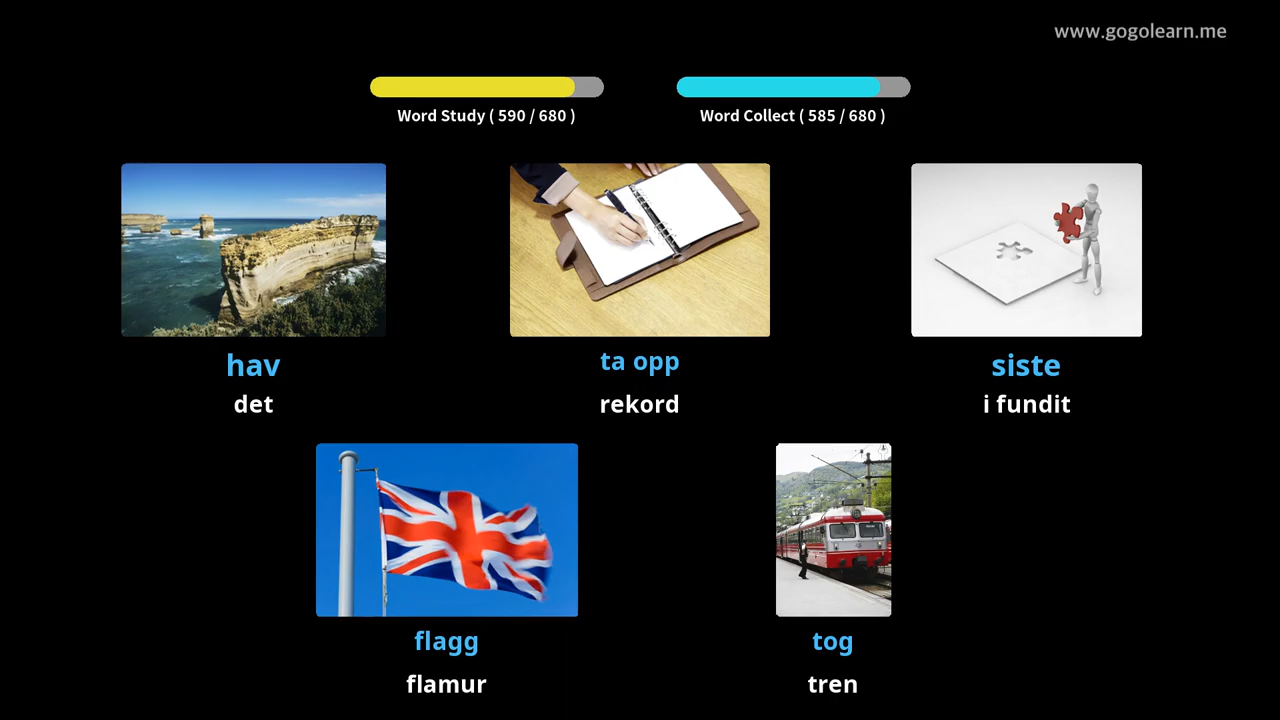 www.gogolearn.me
Word Study ( 590 / 680 )
Word Collect ( 585 / 680 )
hav
det
ta opp
rekord
siste
i fundit
flagg
flamur
tog
tren